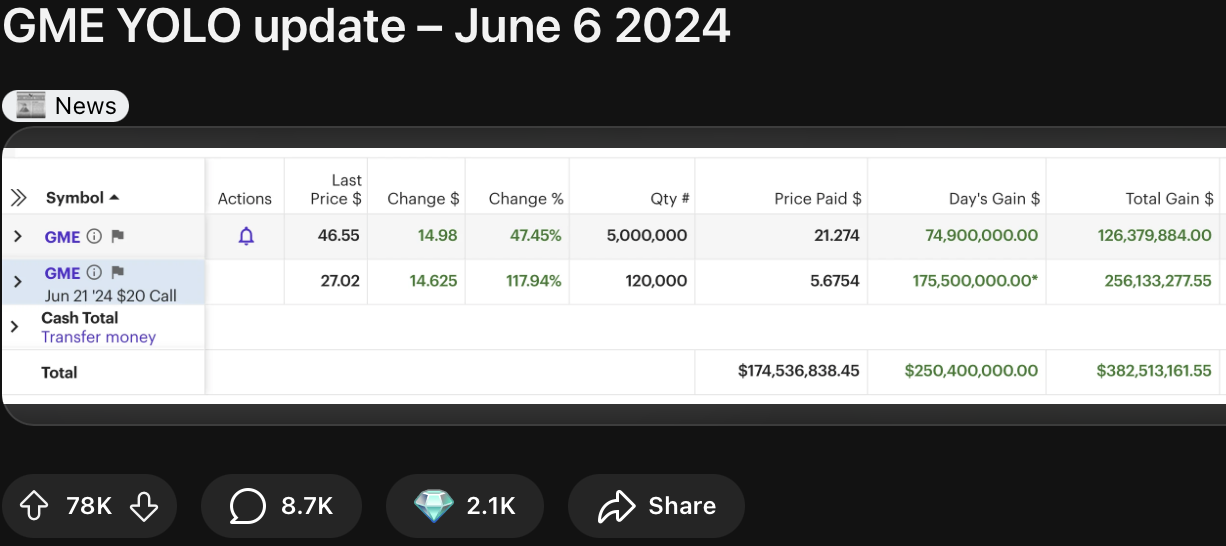 GME YOLO update – June 6 2024
News
Symbol Actions Last Price $ Change $ Change % Qty # Price Paid $ Day's Gain $ Total Gain $
GME 46.55 14.98 47.45% 5,000,000 21.274 74,900,000.00 126,379,884.00
GME 27.02 14.625 117.94% 120,000 5.6754 175,500,000.00* 256,133,277.55
Jun 21 '24 $20 Call
Cash Total
Transfer money
Total $174,536,838.45 $250,400,000.00 $382,513,161.55
78K 8.7K 2.1K Share